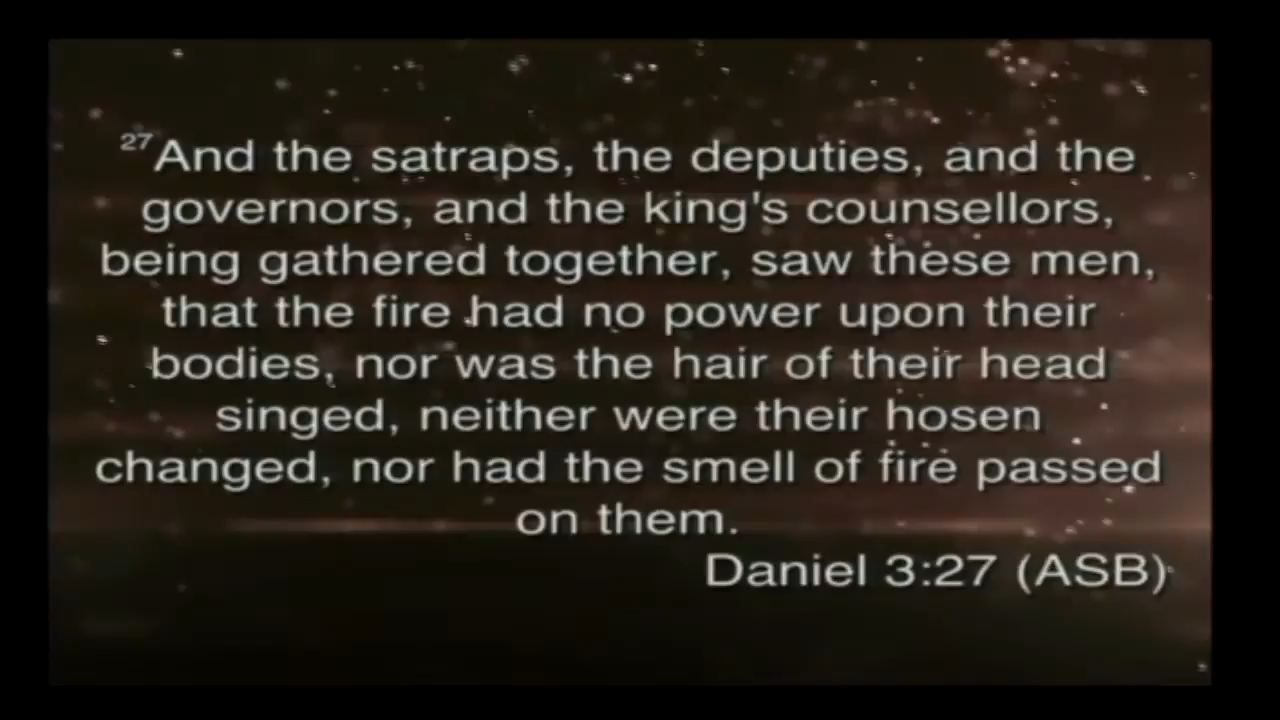 27And the satraps, the deputies, and the
governors, and the king's counsellors,
being gathered together, saw these men,
that the fire had no power upon their
bodies, nor was the hair of their head
singed, neither were their hosen
changed, nor had the smell of fire passed
on them.
Daniel 3:27 (ASB)